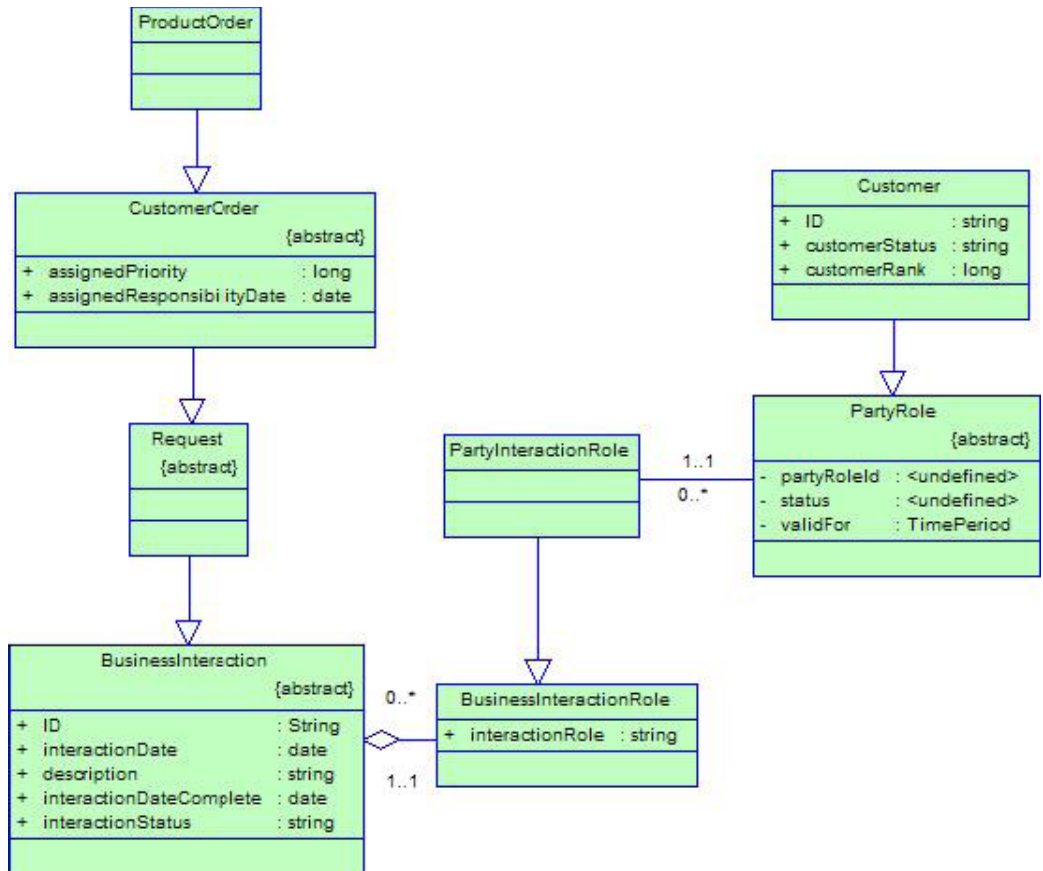 ProductOrder
CustomerOrder
{abstract}
+ assignedPriority : long
+ assignedResponsibilityDate : date
Customer
+ ID : string
+ customerStatus : string
+ customerRank : long
Request
{abstract}
PartyInteractionRole
1..1
0..*
PartyRole
{abstract}
- partyRoleId : <undefined>
- status : <undefined>
- validFor : TimePeriod
BusinessInteraction
{abstract}
+ ID : String
+ interactionDate : date
+ description : string
+ interactionDateComplete : date
+ interactionStatus : string
0..*
1..1
BusinessInteractionRole
+ interactionRole : string